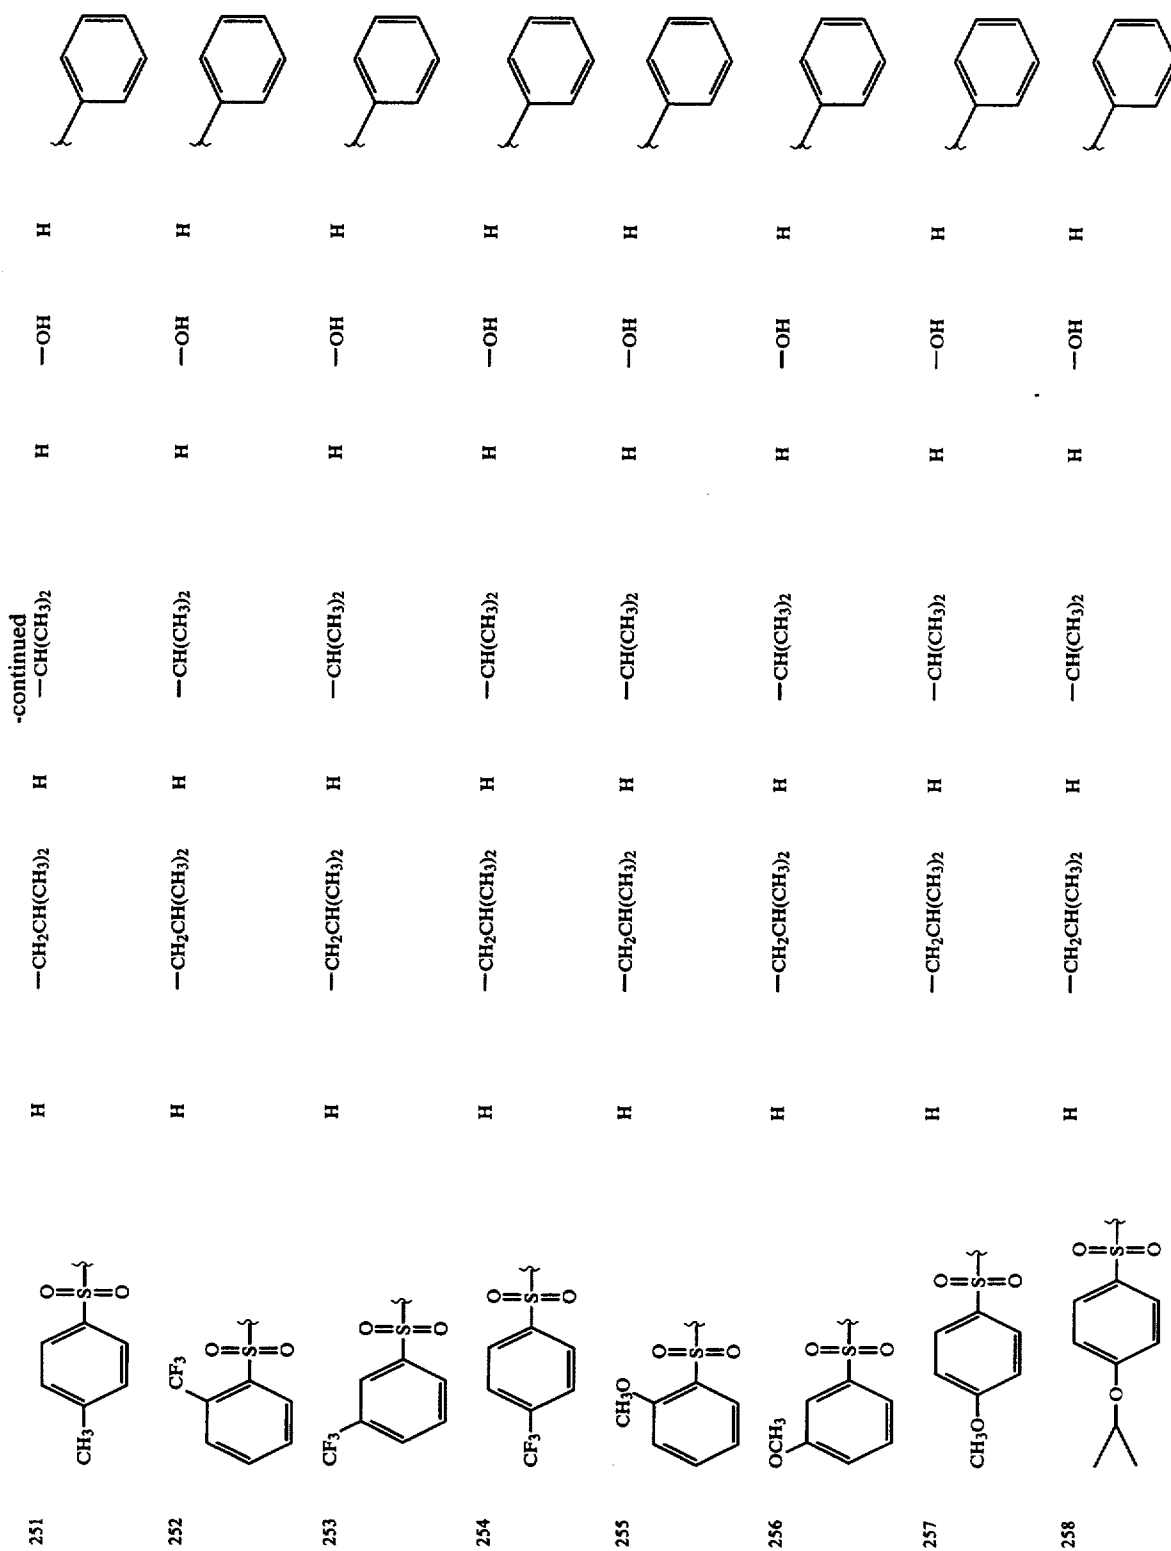 -continued
251 CH3 O=S=O H —CH2CH(CH3)2 H —CH(CH3)2 H —OH H
252 CF3 O=S=O H —CH2CH(CH3)2 H —CH(CH3)2 H —OH H
253 CF3 O=S=O H —CH2CH(CH3)2 H —CH(CH3)2 H —OH H
254 CF3 O=S=O H —CH2CH(CH3)2 H —CH(CH3)2 H —OH H
255 CH3O O=S=O H —CH2CH(CH3)2 H —CH(CH3)2 H —OH H
256 OCH3 O=S=O H —CH2CH(CH3)2 H —CH(CH3)2 H —OH H
257 CH3O O=S=O H —CH2CH(CH3)2 H —CH(CH3)2 H —OH H
258 O O=S=O H —CH2CH(CH3)2 H —CH(CH3)2 H —OH H